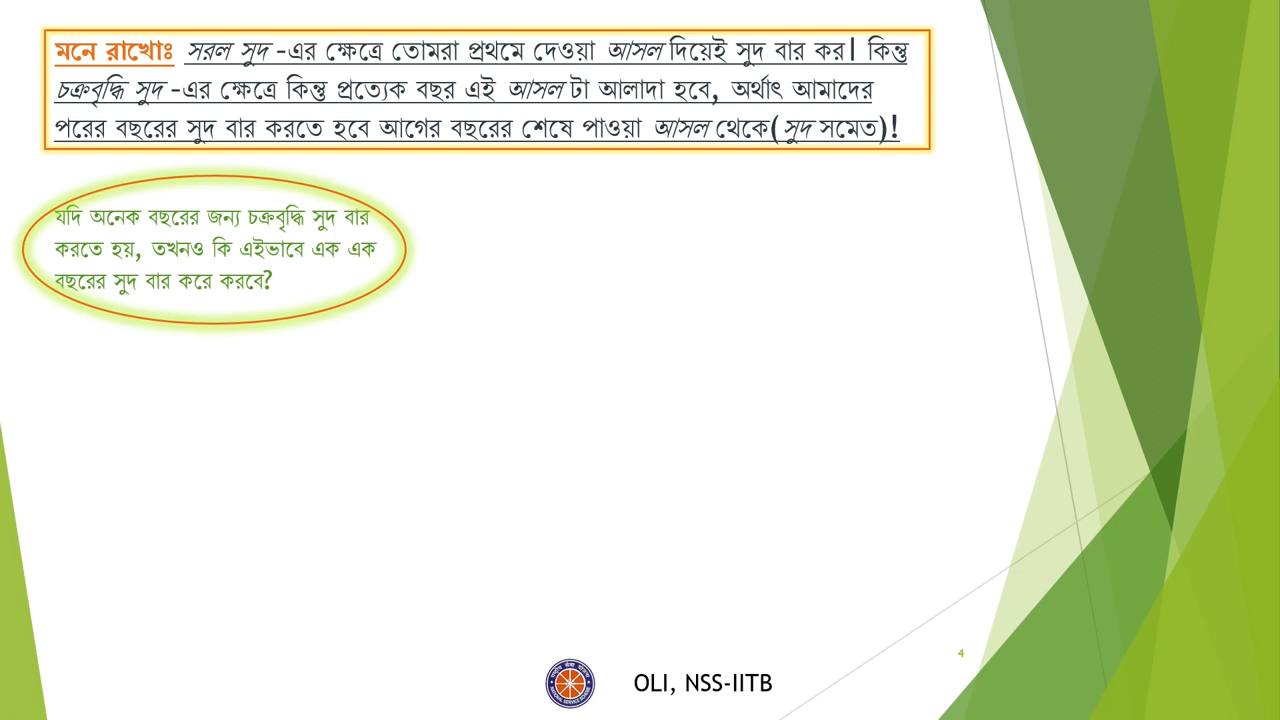 মনে রাখোঃ সরল সুদ -এর ক্ষেত্রে তোমরা প্রথমে দেওয়া আসল দিয়েই সুদ বার কর। কিন্তু
চক্রবৃদ্ধি সুদ -এর ক্ষেত্রে কিন্তু প্রত্যেক বছর এই আসল টা আলাদা হবে, অর্থাৎ আমাদের
পরের বছরের সুদ বার করতে হবে আগের বছরের শেষে পাওয়া আসল থেকে(সুদ সমেত)!
যদি অনেক বছরের জন্য চক্রবৃদ্ধি সুদ বার
করতে হয়, তখনও কি এইভাবে এক এক
বছরের সুদ বার করে করবে?
4
OLI, NSS-IITB